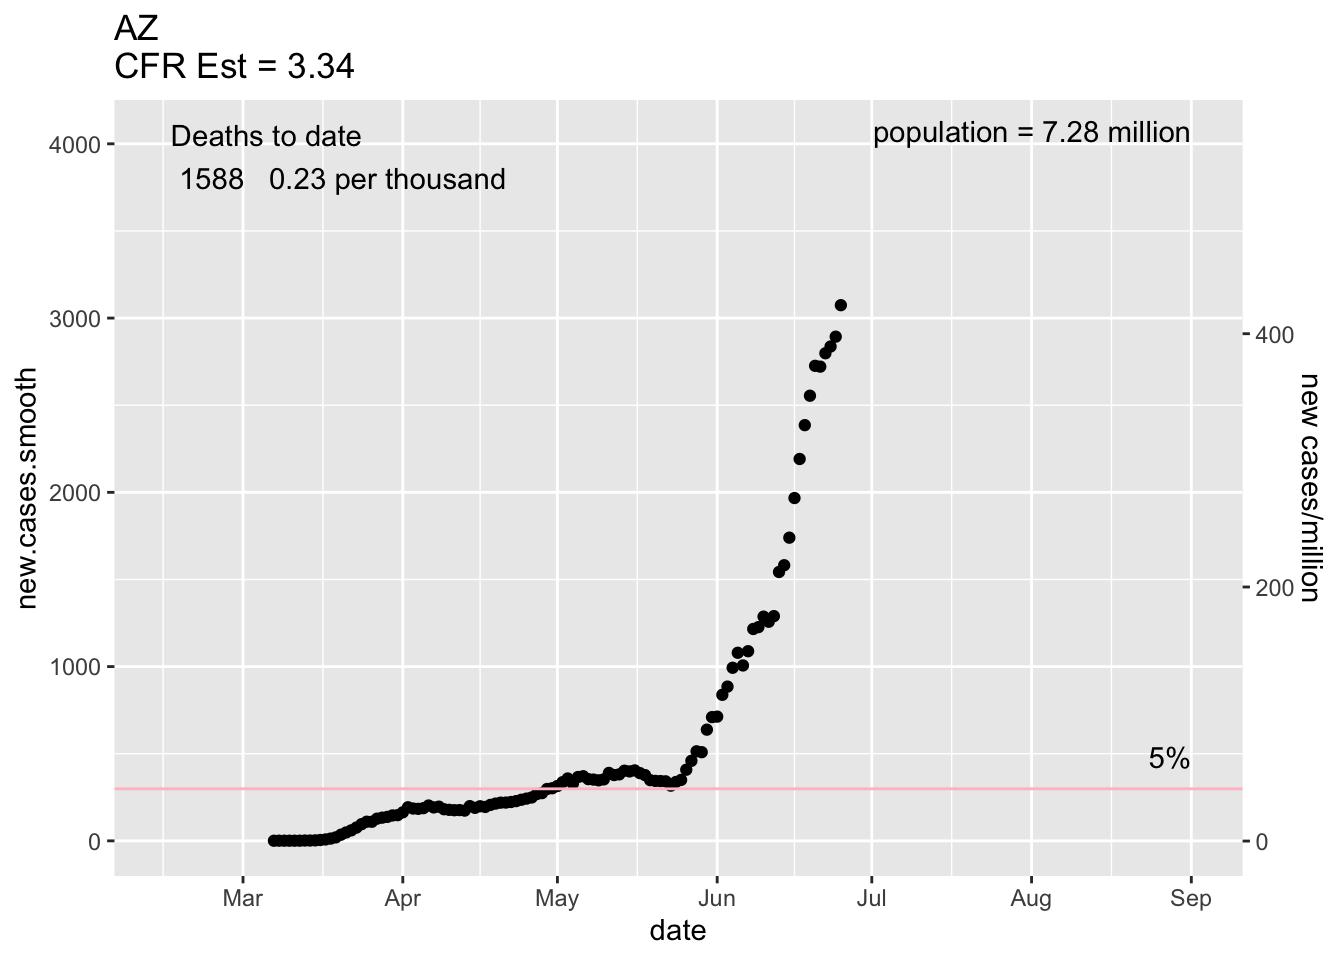 AZ
CFR Est = 3.34
Deaths to date
1588 0.23 per thousand
population = 7.28 million
4000
3000
2000
1000
0
new.cases.smooth
400
200
0
new cases/million
5%
Mar Apr May Jun Jul Aug Sep
date